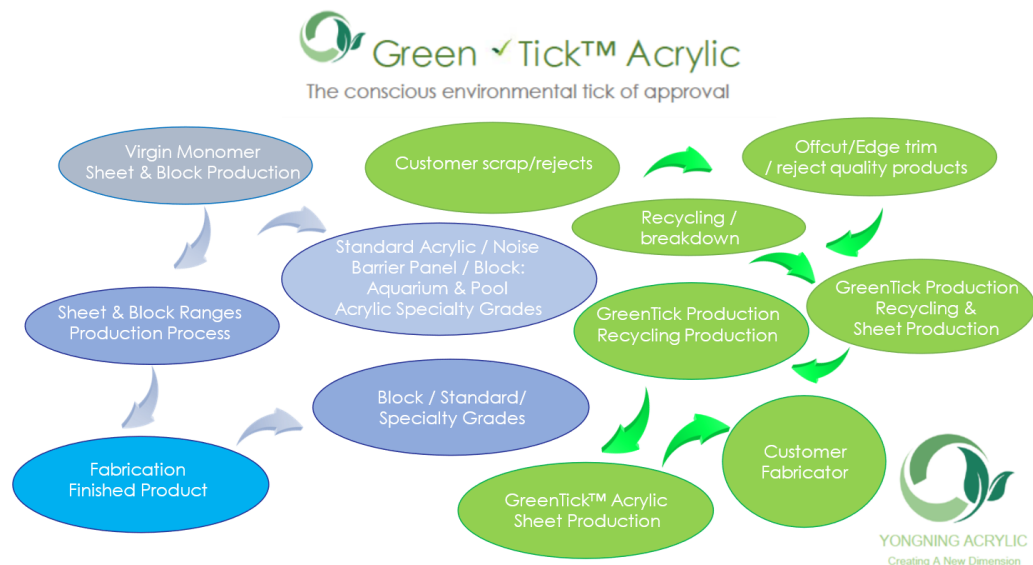 Green ✓Tick™ Acrylic
The conscious environmental tick of approval
Virgin Monomer
Sheet & Block Production
Customer scrap/rejects
Offcut/Edge trim
/ reject quality products
Recycling /
breakdown
Standard Acrylic / Noise
Barrier Panel / Block:
Aquarium & Pool
Acrylic Specialty Grades
Sheet & Block Ranges
Production Process
GreenTick Production
Recycling Production
GreenTick Production
Recycling &
Sheet Production
Block / Standard/
Specialty Grades
Customer
Fabricator
Fabrication
Finished Product
GreenTick™ Acrylic
Sheet Production
YONGNING ACRYLIC
Creating A New Dimension